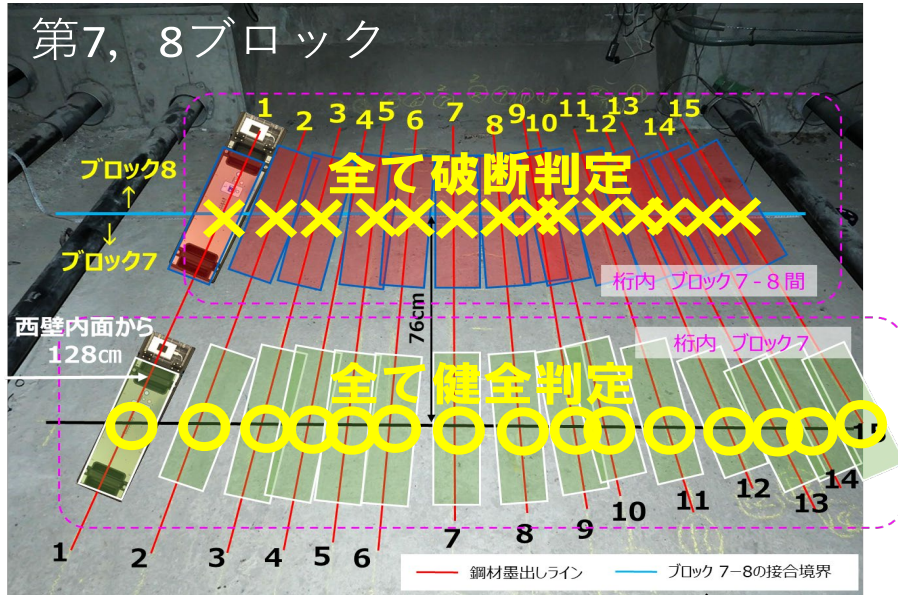 第7，8ブロック
1 2 3 4 5 6 7 8 9 10 11 12 13 14 15
全て破断判定
ブロック8
↑
↓
ブロック7
桁内 ブロック7-8間
76cm
西壁内面から
128㎝
桁内 ブロック7
全て健全判定
1 2 3 4 5 6 7 8 9 10 11 12 13 14 15
鋼材墨出しライン
ブロック 7－8の接合境界